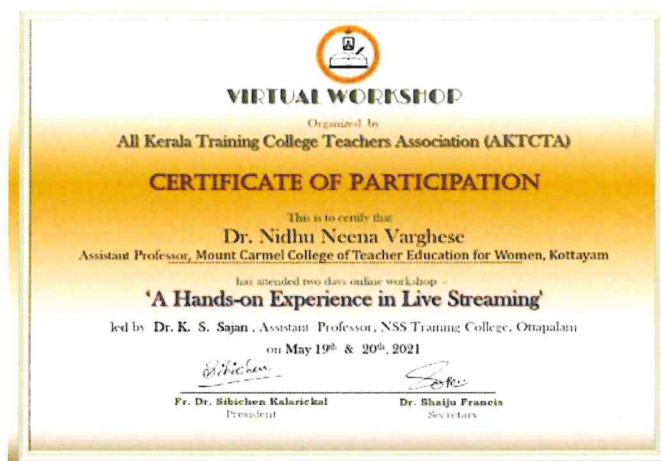 VIRTUAL WORKSHOP
Organized by
All Kerala Training College Teachers Association (AKTCTA)
CERTIFICATE OF PARTICIPATION
This is to certify that
Dr. Nidhu Neena Varghese
Assistant Professor, Mount Carmel College of Teacher Education for Women, Kottayam
has attended two days online workshop -
'A Hands-on Experience in Live Streaming'
led by Dr. K. S. Sajan , Assistant Professor, NSS Training College, Ottapalam
on May 19th & 20th, 2021
Sibichen
Fr. Dr. Sibichen Kalarickal Dr. Shaiju Francis
President Secretary